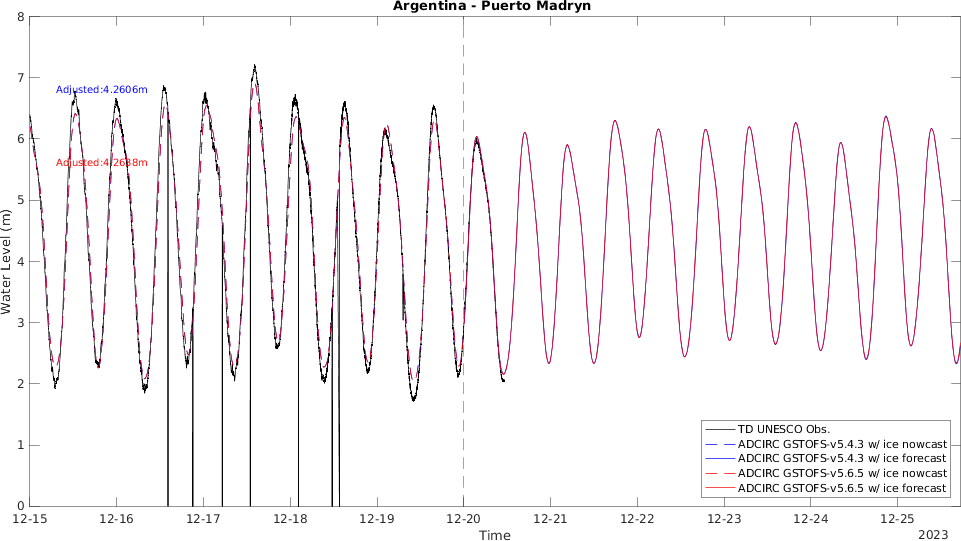 Argentina - Puerto Madryn
8
7
6
5
4
3
2
1
0
Water Level (m)
Adjusted:4.2606m
Adjusted:4.2638m
TD UNESCO Obs.
ADCIRC GSTOFS-v5.4.3 w/ ice nowcast
ADCIRC GSTOFS-v5.4.3 w/ ice forecast
ADCIRC GSTOFS-v5.6.5 w/ ice nowcast
ADCIRC GSTOFS-v5.6.5 w/ ice forecast
12-15 12-16 12-17 12-18 12-19 12-20 12-21 12-22 12-23 12-24 12-25
Time
2023